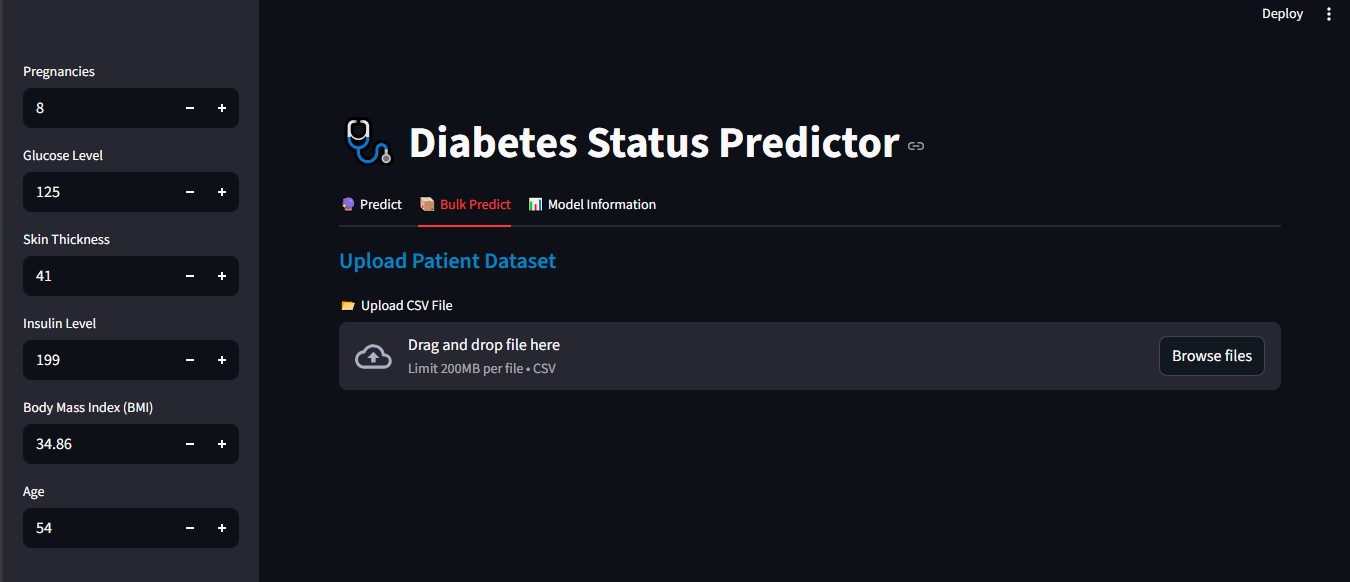 Deploy
Pregnancies
8
Glucose Level
125
Skin Thickness
41
Insulin Level
199
Body Mass Index (BMI)
34.86
Age
54
Diabetes Status Predictor
Predict Bulk Predict Model Information
Upload Patient Dataset
Upload CSV File
Drag and drop file here
Limit 200MB per file • CSV
Browse files